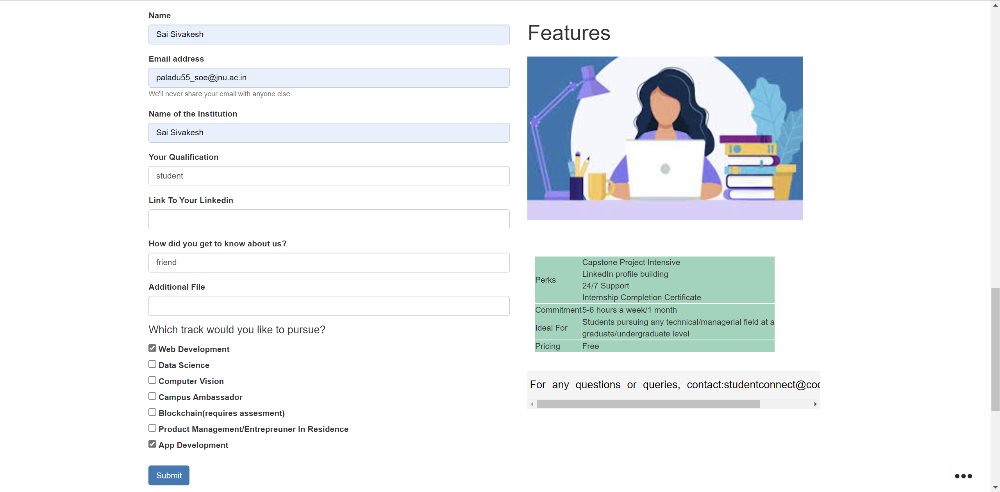 Name
Sai Sivakesh
Email address
paladu55_soe@jnu.ac.in
We'll never share your email with anyone else.
Name of the Institution
Sai Sivakesh
Your Qualification
student
Link To Your Linkedin
How did you get to know about us?
friend
Additional File
Which track would you like to pursue?
Web Development
Data Science
Computer Vision
Campus Ambassador
Blockchain(requires assesment)
Product Management/Entrepreuner In Residence
App Development
Submit
Features
Perks
Capstone Project Intensive
LinkedIn profile building
24/7 Support
Internship Completion Certificate
Commitment 5-6 hours a week/1 month
Ideal For
Students pursuing any technical/managerial field at a
graduate/undergraduate level
Pricing Free
For any questions or queries, contact: